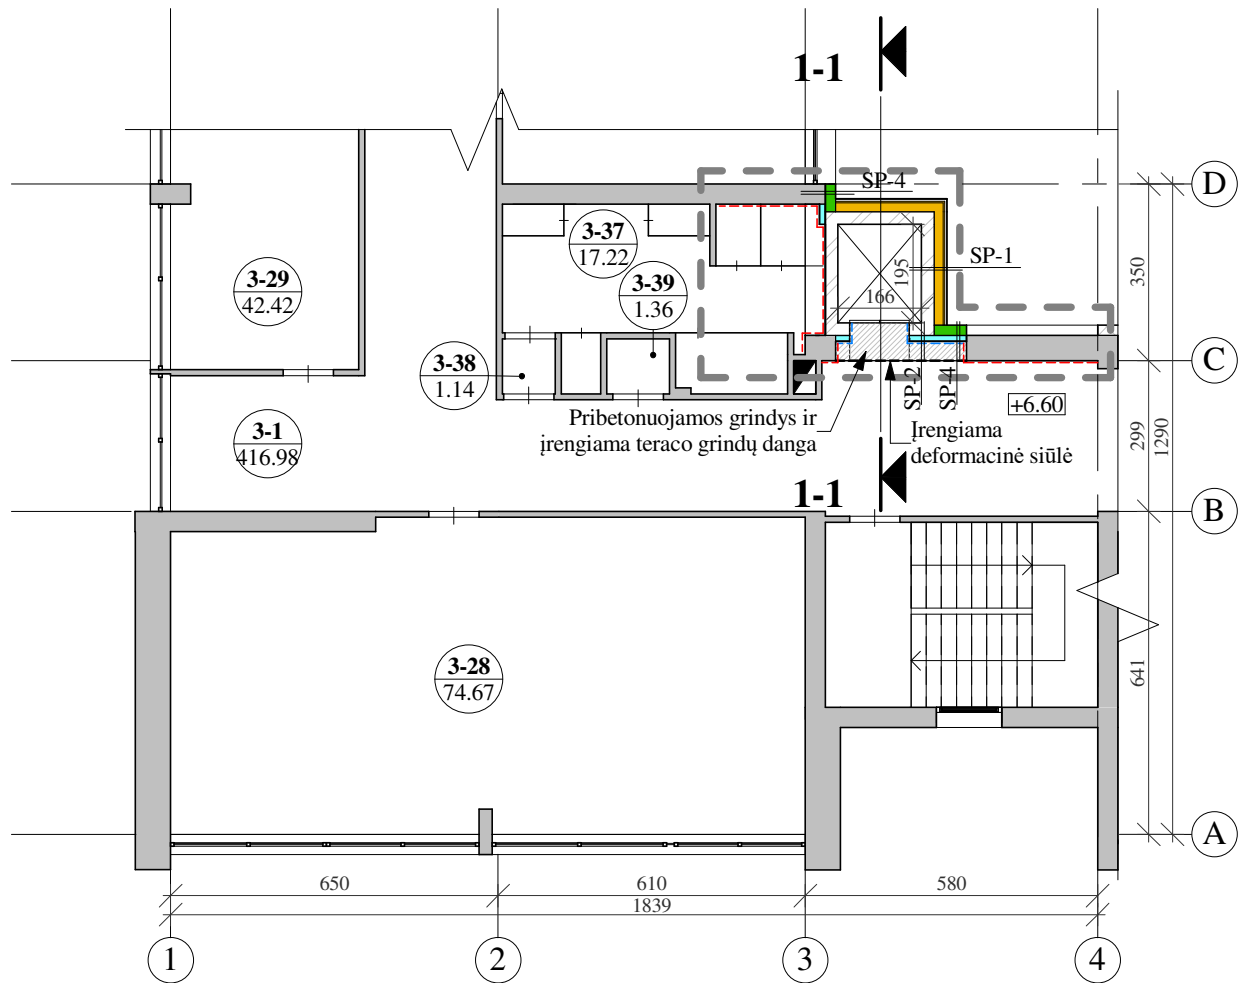 1-1
D
SP-4
3-37
17.22
SP-1
350
3-29
42.42
3-39
1.36
195
166
C
3-38
1.14
SP-2
SP-4
+6.60
Pribetonuojamos grindys ir
įrengiama teraco grindų danga
Įrengiama
deformacinė siūlė
3-1
416.98
299
1290
1-1
B
3-28
74.67
641
A
650
610
580
1839
1
2
3
4